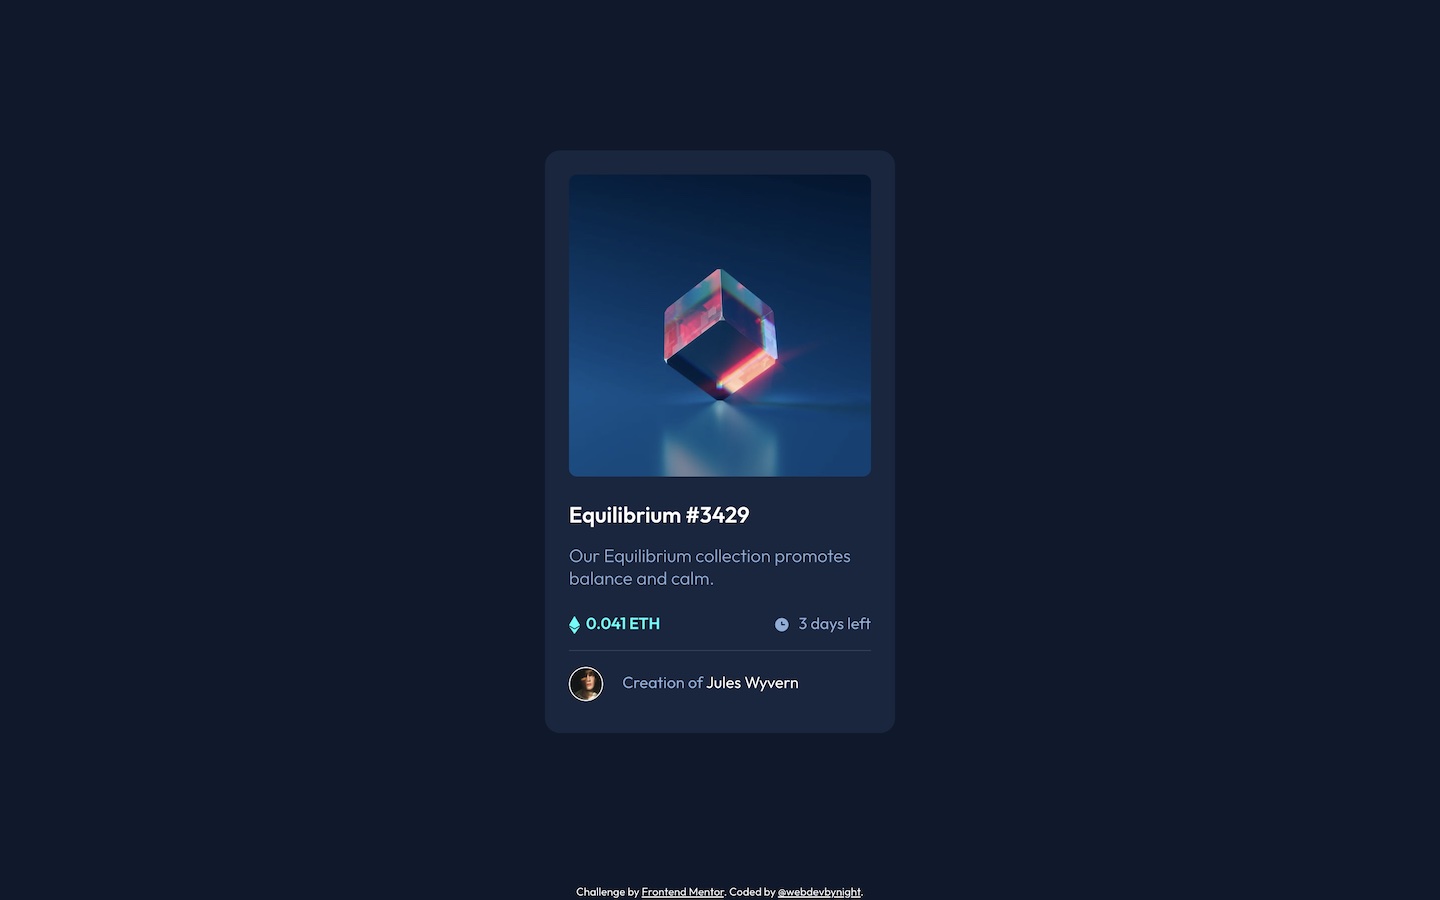 Equilibrium #3429
Our Equilibrium collection promotes
balance and calm.
0.041 ETH
3 days left
Creation of Jules Wyvern
Challenge by Frontend Mentor. Coded by @webdevbynight.